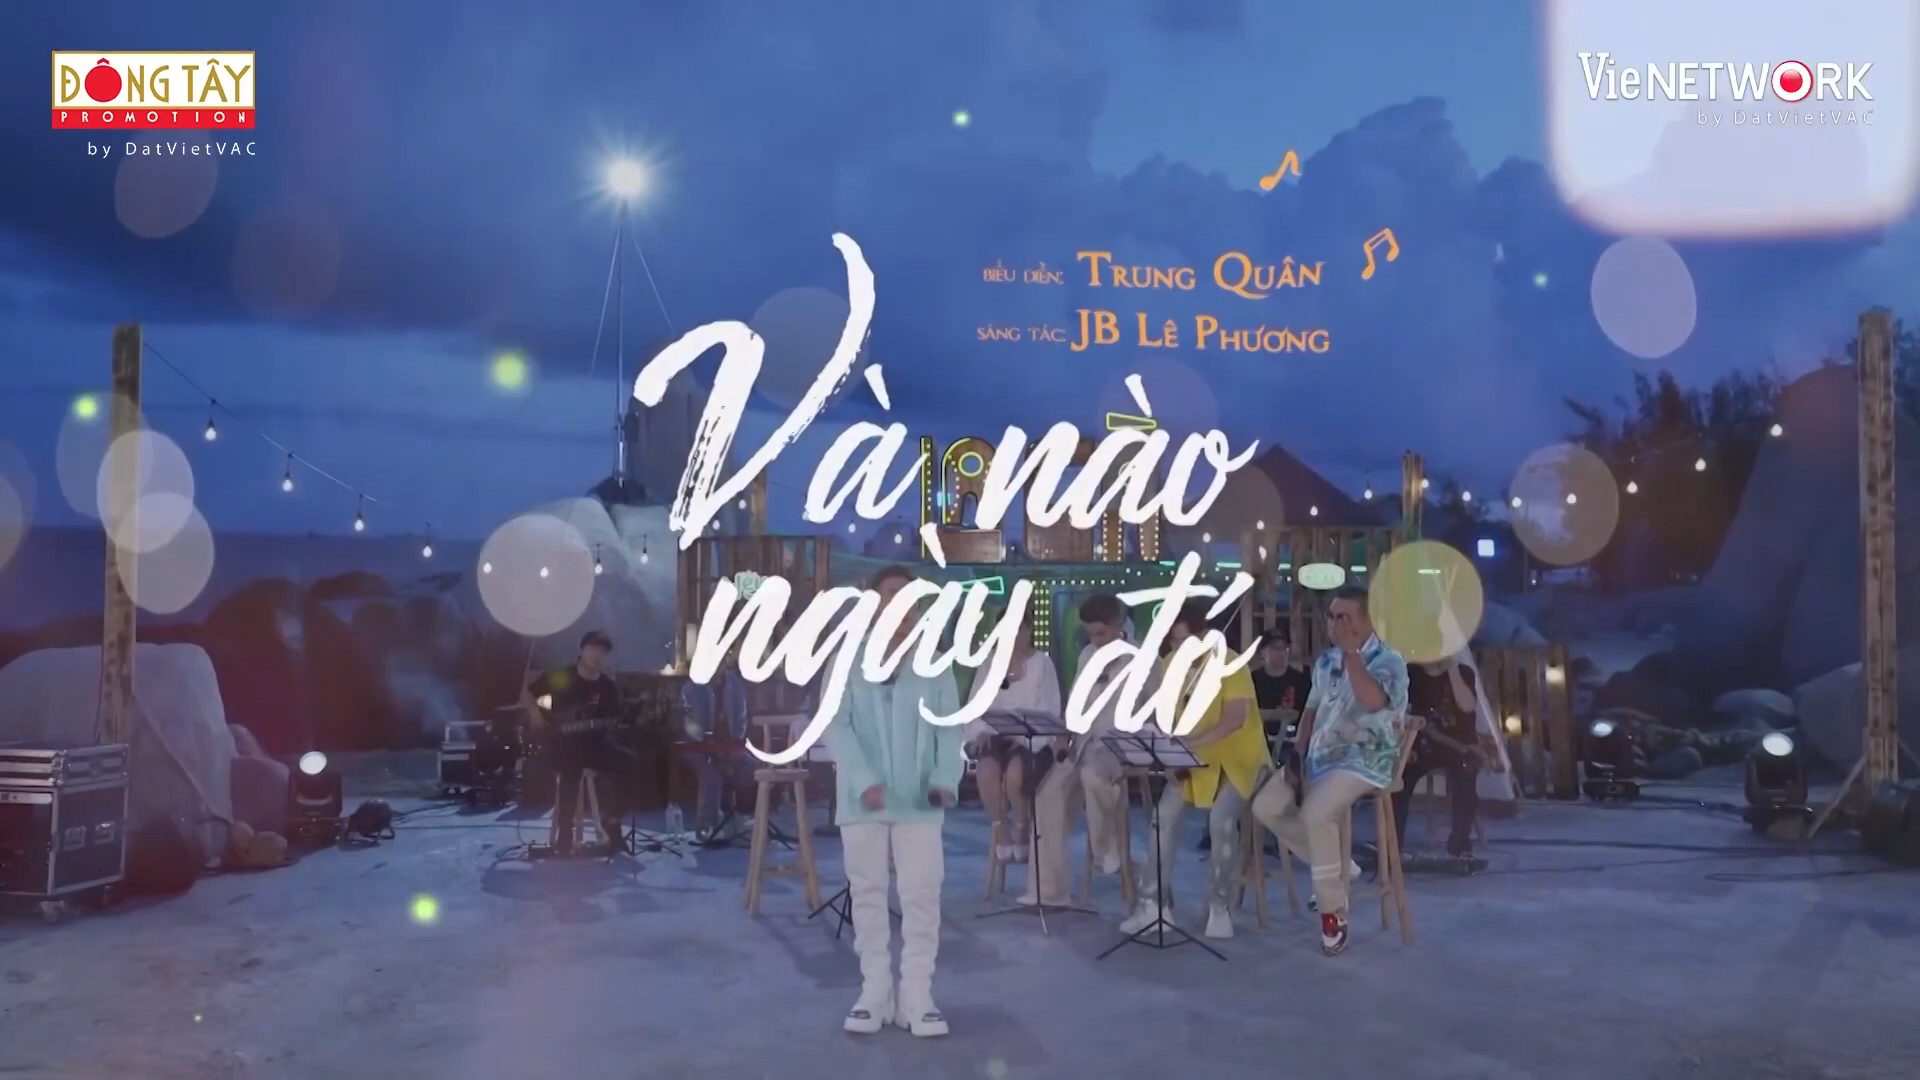 ĐÔNG TÂY
PROMOTION
by DatVietVAC
VieNETWORK
by DatVietVAC
BIỂU DIỄN: TRUNG QUÂN
SÁNG TÁC: JB LÊ PHƯƠNG
Và nào
ngày đó